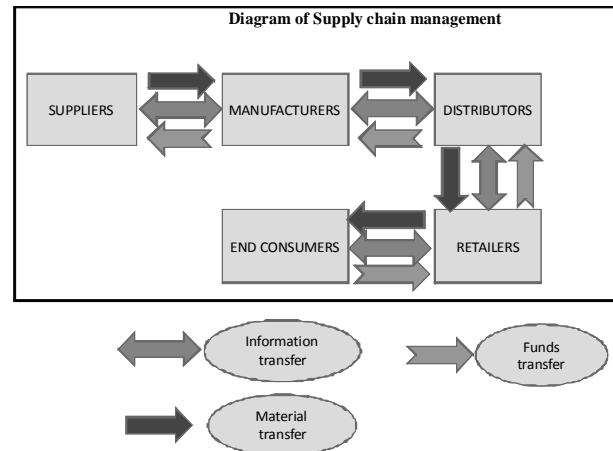 Diagram of Supply chain management
SUPPLIERS
MANUFACTURERS
DISTRIBUTORS
END CONSUMERS
RETAILERS
Information
transfer
Funds
transfer
Material
transfer